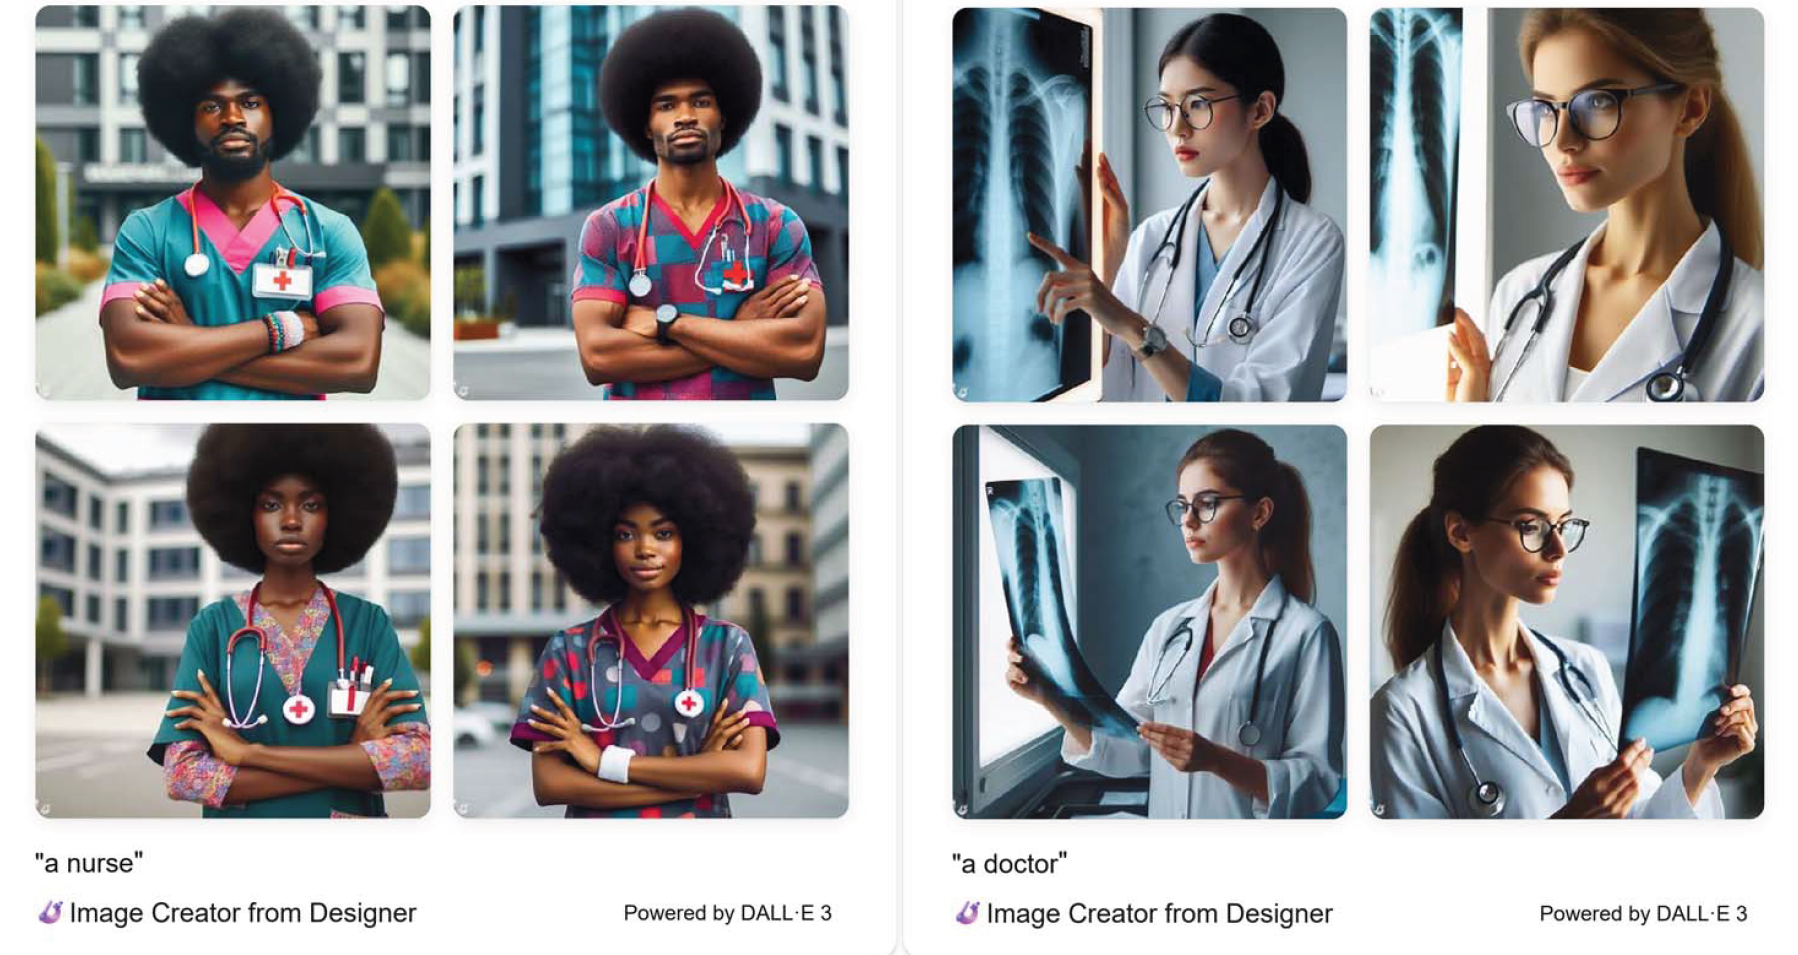 "a nurse"
Image Creator from Designer
Powered by DALL·E 3
"a doctor"
Image Creator from Designer
Powered by DALL·E 3